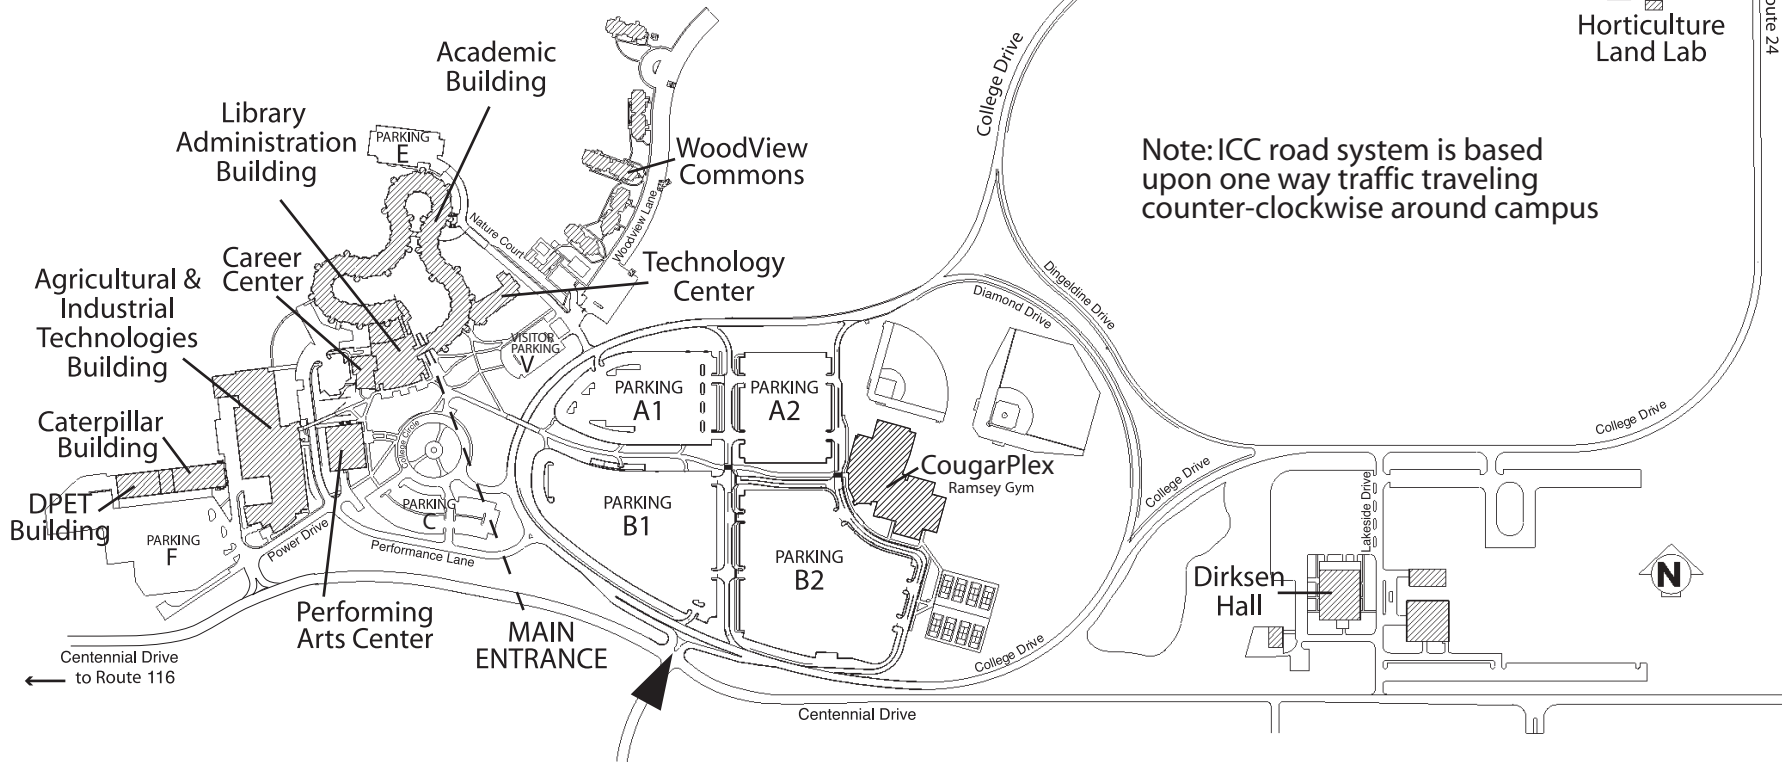 Horticulture
Land Lab
Academic
Building
Library
Administration
Building
PARKING
E
WoodView
Commons
College Drive
Note: ICC road system is based
upon one way traffic traveling
counter-clockwise around campus
Nature Court
Woodview Lane
Career
Center
Technology
Center
Agricultural &
Industrial
Technologies
Building
Dingeldine Drive
Diamond Drive
VISITOR
PARKING
V
PARKING
A1
PARKING
A2
College Drive
Caterpillar
Building
College Circle
CougarPlex
Ramsey Gym
College Drive
Lakeside Drive
DPET
Building
PARKING
C
PARKING
B1
PARKING
F
Power Drive
Performance Lane
PARKING
B2
Dirksen
Hall
N
Performing
Arts Center
MAIN
ENTRANCE
College Drive
Centennial Drive
to Route 116
Centennial Drive